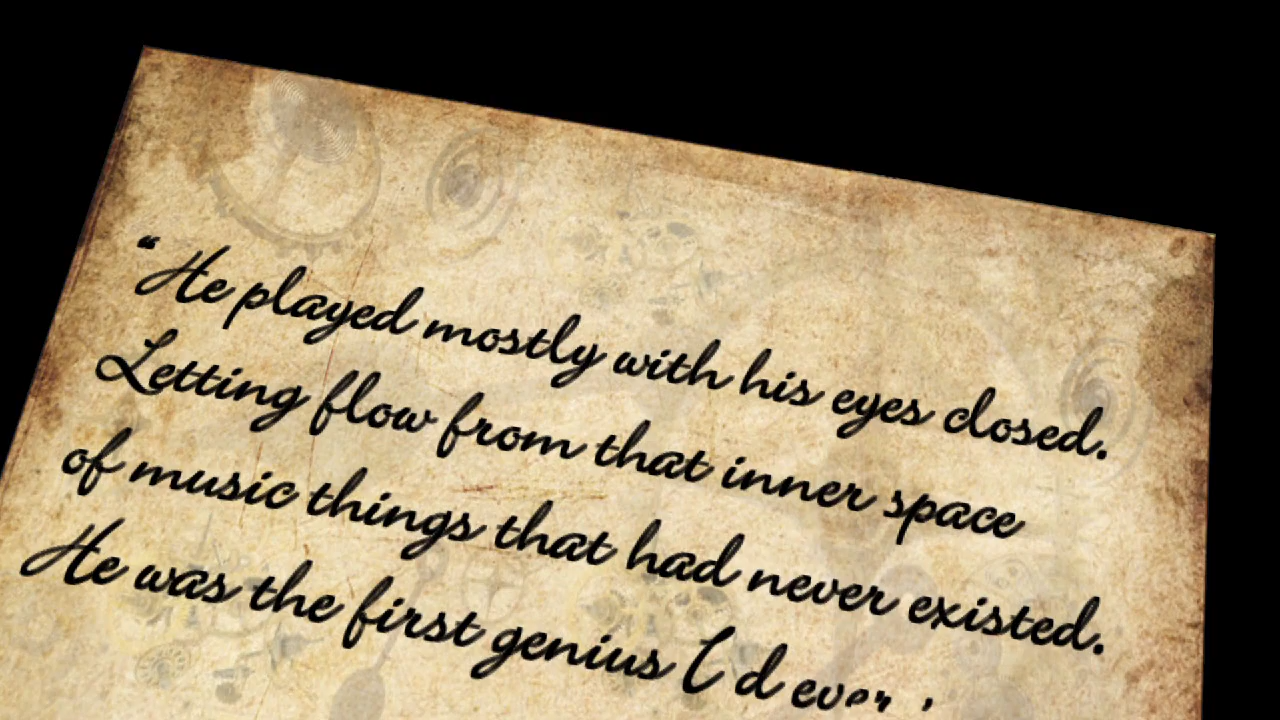 “He played mostly with his eyes closed.
Letting flow from that inner space
of music things that had never existed.
He was the first genius I d ever